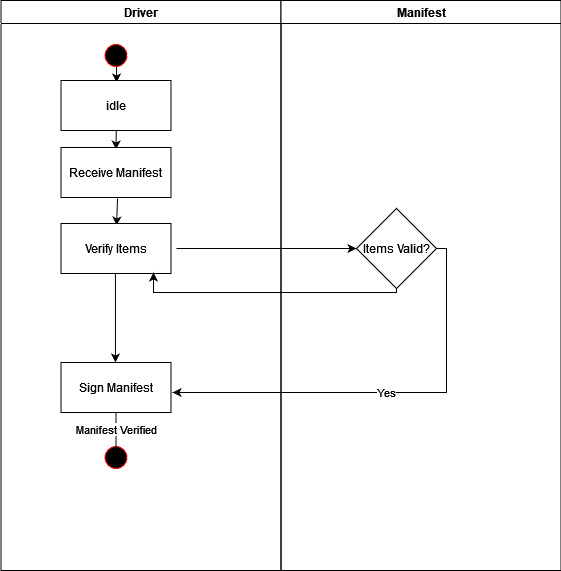 Driver
Manifest
idle
Receive Manifest
Verify Items
Items Valid?
Sign Manifest
Yes
Manifest Verified